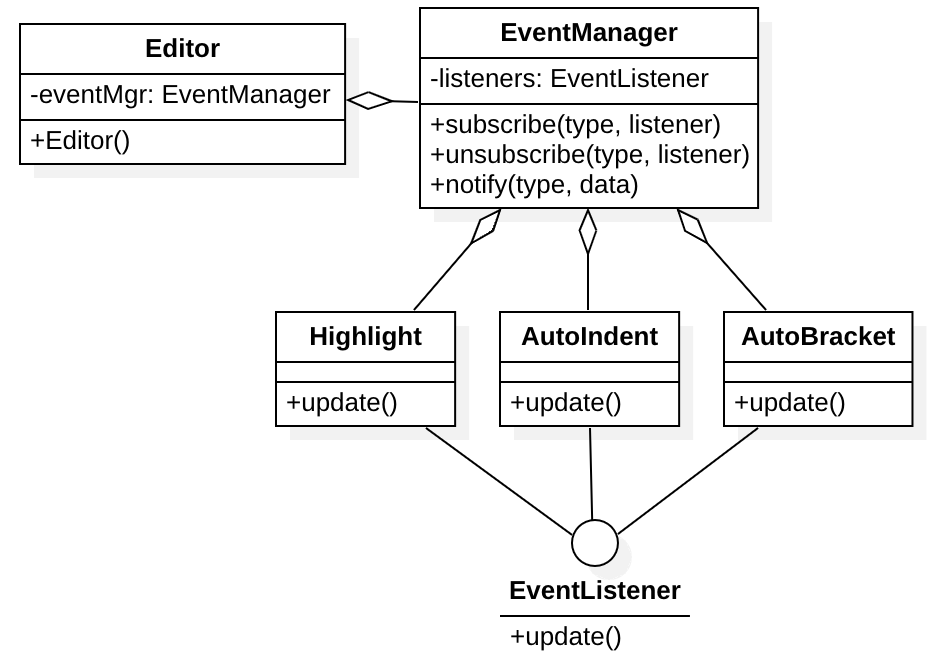 Editor
-eventMgr: EventManager
+Editor()
EventManager
-listeners: EventListener
+subscribe(type, listener)
+unsubscribe(type, listener)
+notify(type, data)
Highlight
+update()
AutoIndent
+update()
AutoBracket
+update()
EventListener
+update()